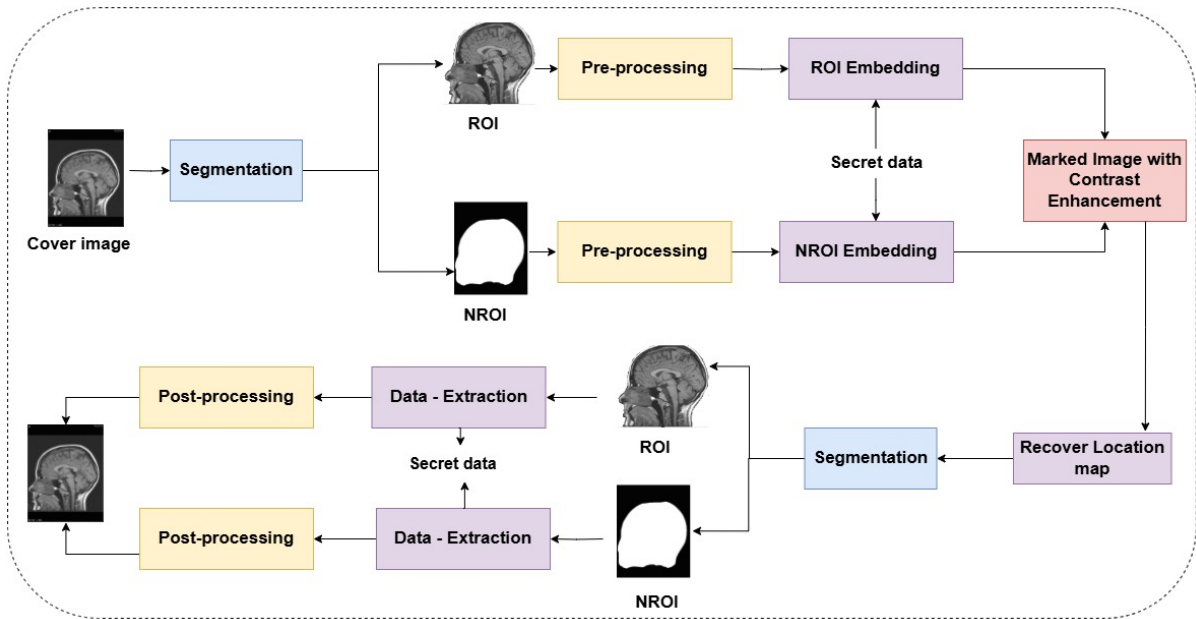 Cover image
Segmentation
ROI
Pre-processing
ROI Embedding
Secret data
NROI
Pre-processing
NROI Embedding
Marked Image with
Contrast
Enhancement
Recover Location
map
Segmentation
ROI
Data - Extraction
Post-processing
Secret data
NROI
Data - Extraction
Post-processing